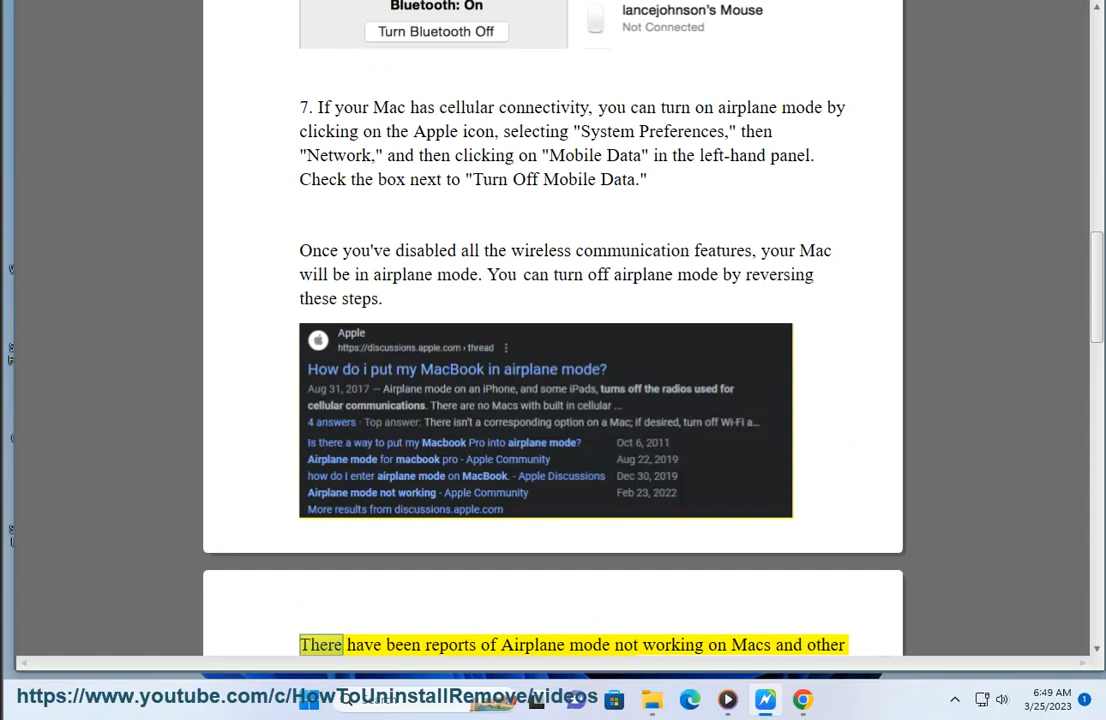 Bluetooth: On
lancejohnson's Mouse
Turn Bluetooth Off
Not Connected
7. If your Mac has cellular connectivity, you can turn on airplane mode by
clicking on the Apple icon, selecting "System Preferences," then
"Network," and then clicking on "Mobile Data" in the left-hand panel.
Check the box next to "Turn Off Mobile Data."
Once you've disabled all the wireless communication features, your Mac
will be in airplane mode. You can turn off airplane mode by reversing
these steps.
Apple
https://discussions.apple.com › thread
How do i put my MacBook in airplane mode?
Aug 31, 2017 — Airplane mode on an iPhone, and some iPads, turns off the radios used for
cellular communications. There are no Macs with built in cellular ...
4 answers · Top answer: There isn't a corresponding option on a Mac; if desired, turn off Wi-Fi a...
Is there a way to put my Macbook Pro into airplane mode? Oct 6, 2011
Airplane mode for macbook pro - Apple Community Aug 22, 2019
how do I enter airplane mode on MacBook. - Apple Discussions Dec 30, 2019
Airplane mode not working - Apple Community Feb 23, 2022
More results from discussions.apple.com
There have been reports of Airplane mode not working on Macs and other
https://www.youtube.com/c/HowToUninstallRemove/videos
6:49 AM
3/25/2023
1